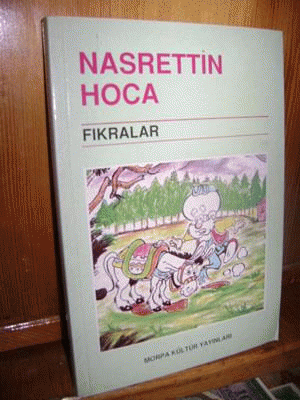 NASRETTİN
HOCA
FIKRALAR
MORPA KÜLTÜR YAYINLARI